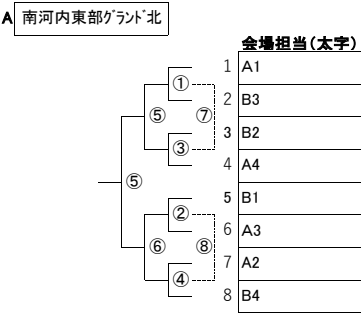 A 南河内東部ｸﾞﾗﾝﾄﾞ北
会場担当(太字)
1 A1
①
2 B3
⑤ ⑦
3 B2
③
4 A4
⑤
5 B1
②
6 A3
⑥ ⑧
7 A2
④
8 B4